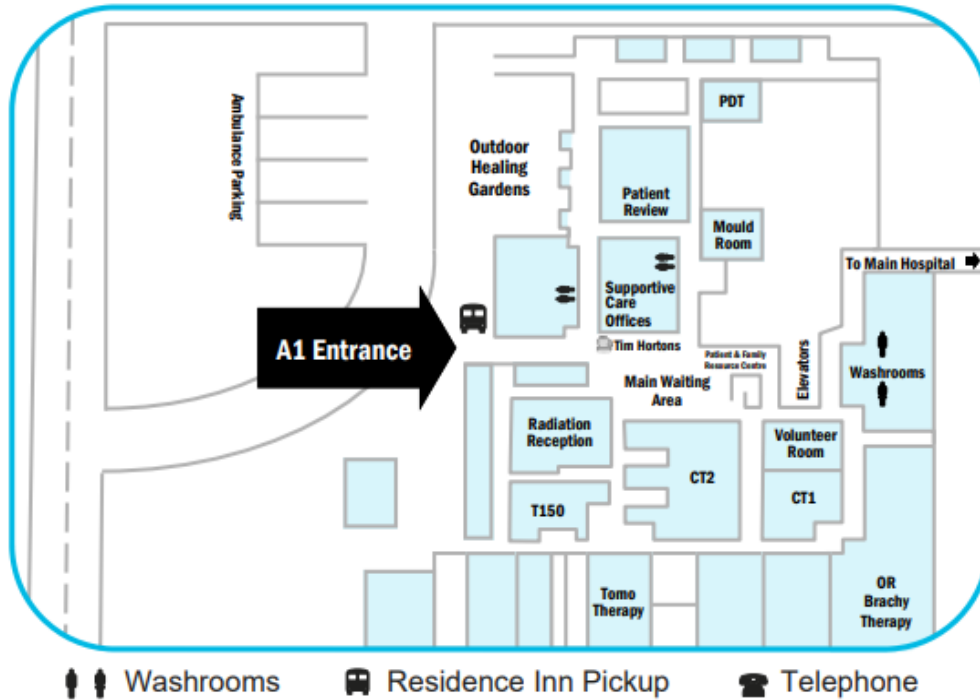 Ambulance Parking
Outdoor
Healing
Gardens
PDT
Patient
Review
Mould
Room
To Main Hospital
Supportive
Care
Offices
A1 Entrance
Tim Hortons
Patient & Family
Resource Centre
Elevators
Washrooms
Main Waiting
Area
Radiation
Reception
Volunteer
Room
CT2
CT1
T150
Tomo
Therapy
OR
Brachy
Therapy
Washrooms
Residence Inn Pickup
Telephone